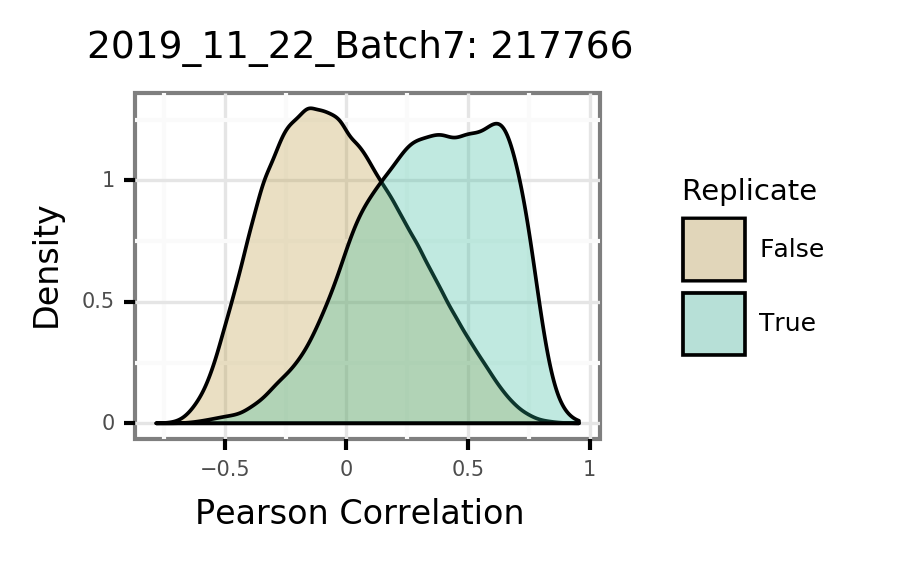 2019_11_22_Batch7: 217766
Density
1
0.5
0
−0.5 0 0.5 1
Pearson Correlation
Replicate
False
True